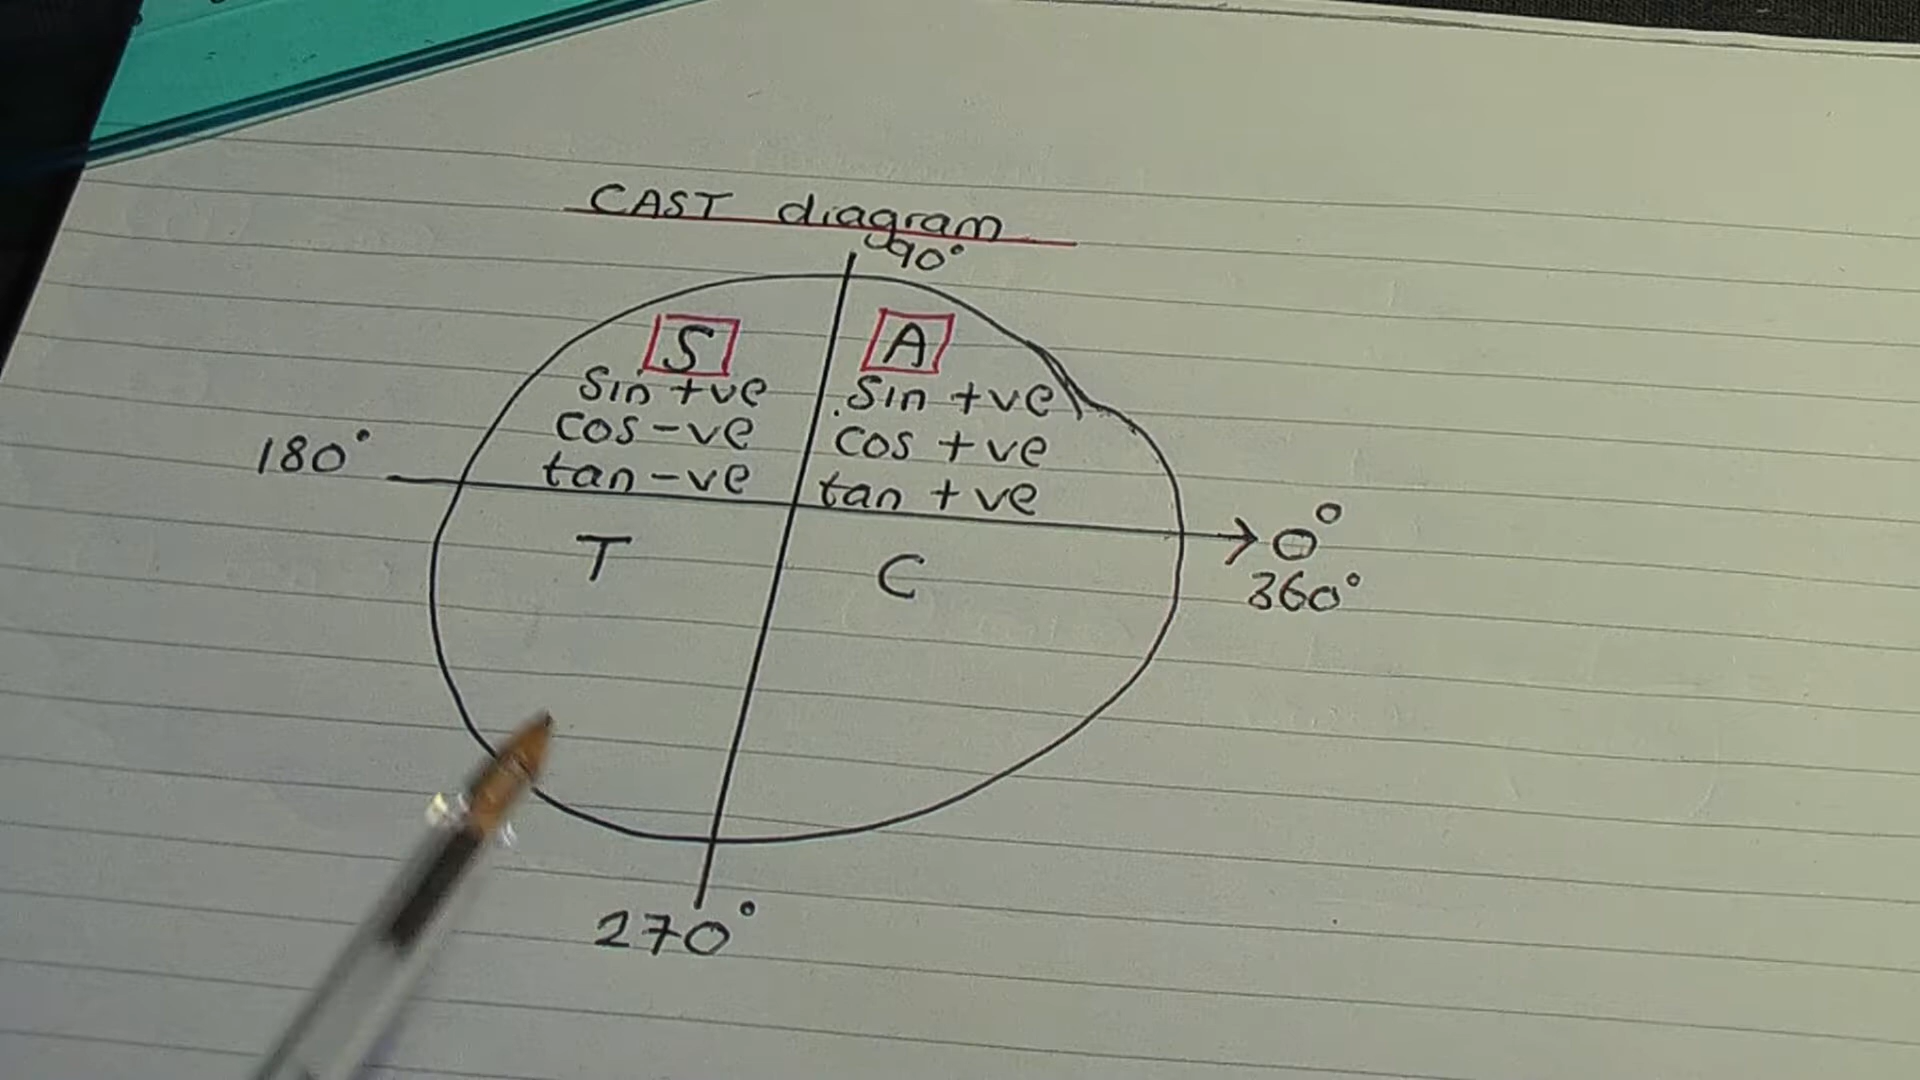 CAST diagram
90°
S
Sin +ve
cos -ve
tan -ve
A
Sin +ve
cos +ve
tan +ve
180°
0°
360°
T
C
270°